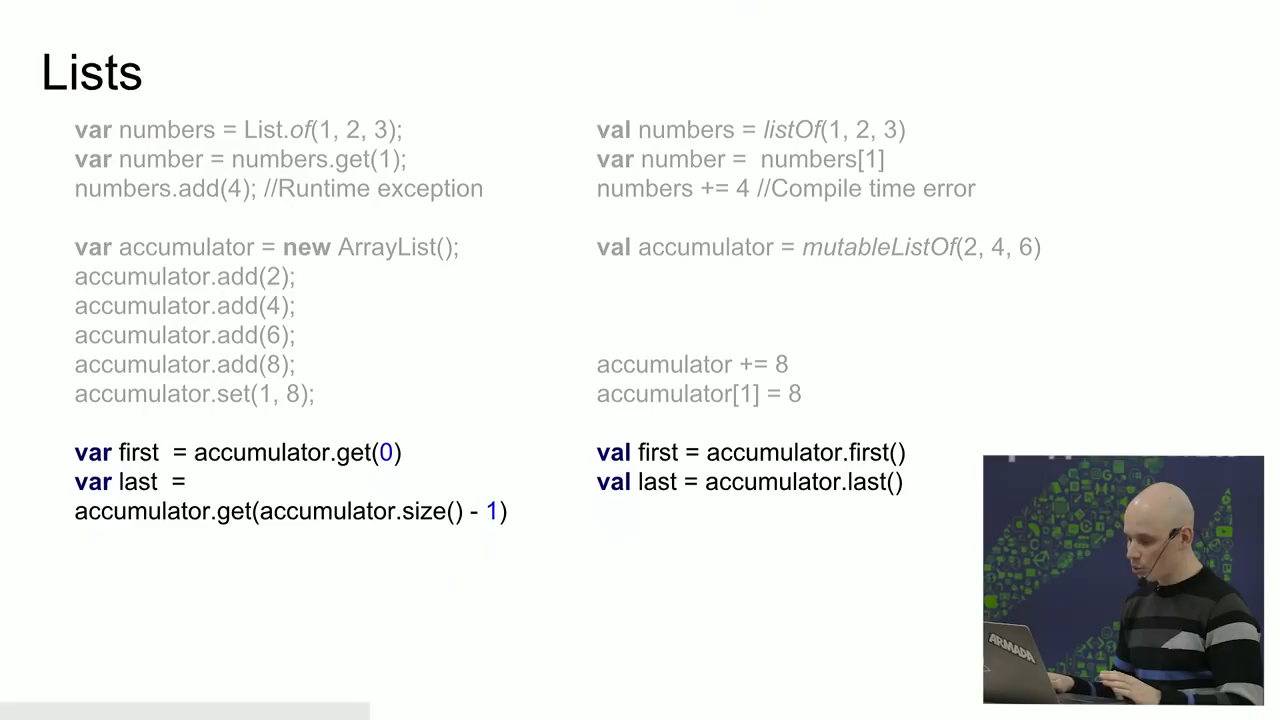 Lists
var numbers = List.of(1, 2, 3);
var number = numbers.get(1);
numbers.add(4); //Runtime exception
var accumulator = new ArrayList();
accumulator.add(2);
accumulator.add(4);
accumulator.add(6);
accumulator.add(8);
accumulator.set(1, 8);
var first = accumulator.get(0)
var last =
accumulator.get(accumulator.size() - 1)
val numbers = listOf(1, 2, 3)
var number = numbers[1]
numbers += 4 //Compile time error
val accumulator = mutableListOf(2, 4, 6)
accumulator += 8
accumulator[1] = 8
val first = accumulator.first()
val last = accumulator.last()
ARMADA